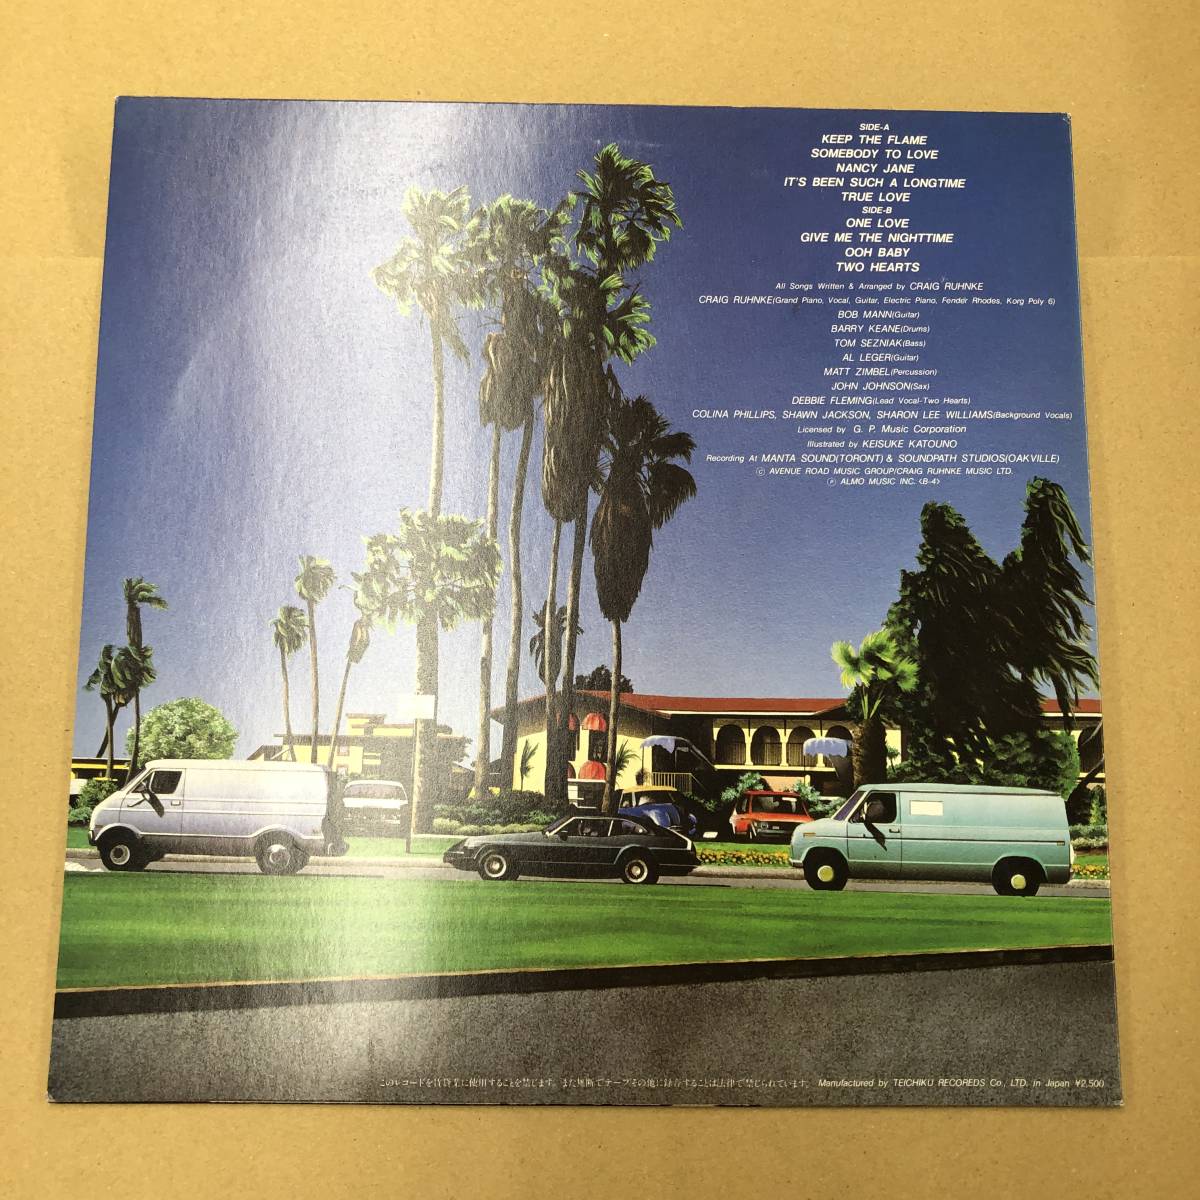 SIDE-A
KEEP THE FLAME
SOMEBODY TO LOVE
NANCY JANE
IT'S BEEN SUCH A LONGTIME
TRUE LOVE
SIDE-B
ONE LOVE
GIVE ME THE NIGHTTIME
OOH BABY
TWO HEARTS
All Songs Written & Arranged by CRAIG RUHNKE
CRAIG RUHNKE(Grand Piano, Vocal, Guitar, Electric Piano, Fender Rhodes, Korg Poly 6)
BOB MANN(Guitar)
BARRY KEANE(Drums)
TOM SEZNIAK(Bass)
AL LEGER(Guitar)
MATT ZIMBEL(Percussion)
JOHN JOHNSON(Sax)
DEBBIE FLEMING(Lead Vocal-Two Hearts)
COLINA PHILLIPS, SHAWN JACKSON, SHARON LEE WILLIAMS(Background Vocals)
Licensed by G. P. Music Corporation
Illustrated by KEISUKE KATOUNO
Recording At MANTA SOUND(TORONT) & SOUNDPATH STUDIOS(OAKVILLE)
Ⓒ AVENUE ROAD MUSIC GROUP/CRAIG RUHNKE MUSIC LTD.
Ⓟ ALMO MUSIC INC. <B-4>
このレコードを賃貸業に使用することを禁じます。また無断でテープその他に録音することは法律で禁じられています。 Manufactured by TEICHIKU RECOREDS Co., LTD. in Japan ¥2,500